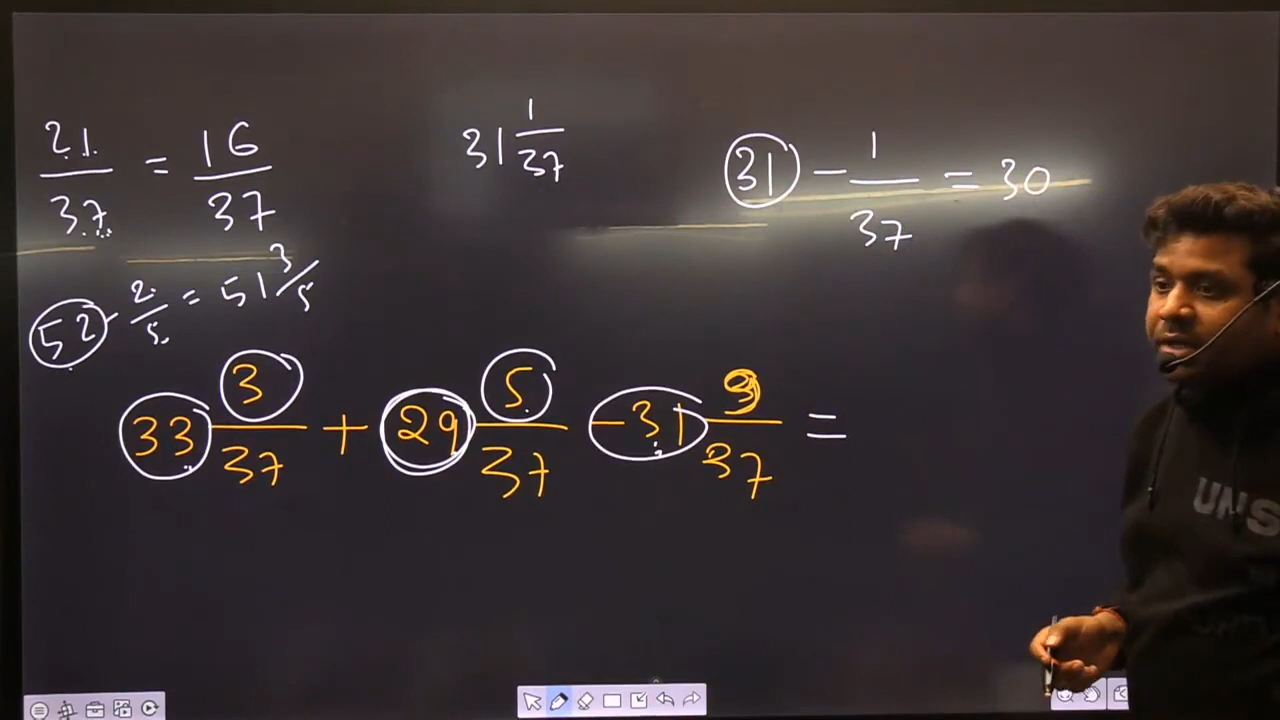 21/37 = 16/37
31 1/37
31 - 1/37 = 30
52 - 2/5 = 51 3/5
33 3/37 + 29 5/37 - 31 9/37 =
UNS